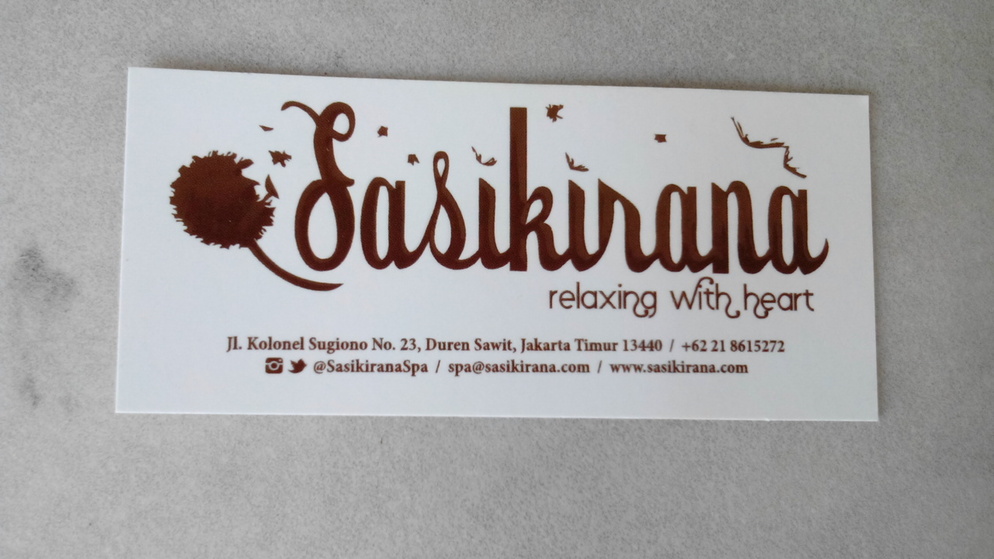 Sasikirana
relaxing with heart
Jl. Kolonel Sugiono No. 23, Duren Sawit, Jakarta Timur 13440 / +62 21 8615272
@SasikiranaSpa / spa@sasikirana.com / www.sasikirana.com